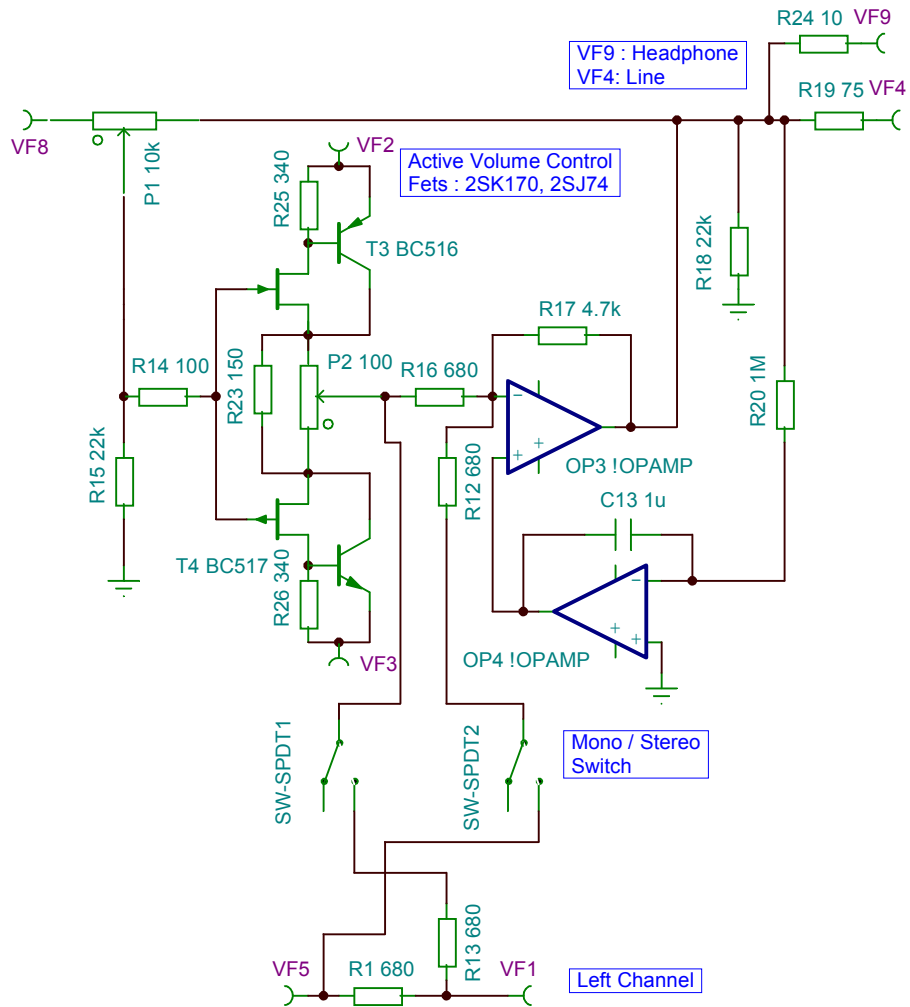 R24 10
VF9
VF9 : Headphone
VF4: Line
R19 75
VF4
VF8
P1 10k
VF2
R25 340
Active Volume Control
Fets : 2SK170, 2SJ74
T3 BC516
R18 22k
R17 4.7k
R14 100
R23 150
P2 100
R16 680
R20 1M
R15 22k
R12 680
OP3 !OPAMP
C13 1u
T4 BC517
R26 340
OP4 !OPAMP
VF3
SW-SPDT1
SW-SPDT2
Mono / Stereo
Switch
R13 680
VF5
R1 680
VF1
Left Channel